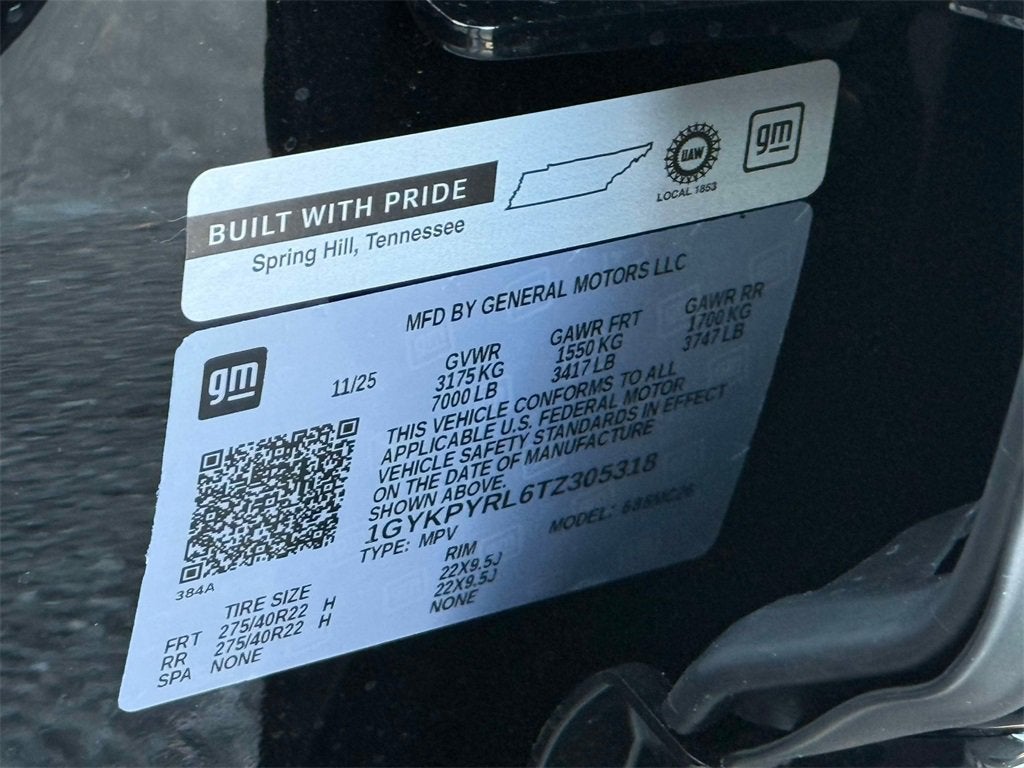 BUILT WITH PRIDE
Spring Hill, Tennessee
UAW
LOCAL 1853
gm
MFD BY GENERAL MOTORS LLC
gm
11/25
GVWR GAWR FRT GAWR RR
3175 KG 1550 KG 1700 KG
7000 LB 3417 LB 3747 LB
THIS VEHICLE CONFORMS TO ALL
APPLICABLE U.S. FEDERAL MOTOR
VEHICLE SAFETY STANDARDS IN EFFECT
ON THE DATE OF MANUFACTURE
SHOWN ABOVE.
1GYKPYRL6TZ305318
TYPE: MPV MODEL:
384A
TIRE SIZE RIM
FRT 275/40R22 H 22X9.5J
RR 275/40R22 H 22X9.5J
SPA NONE NONE